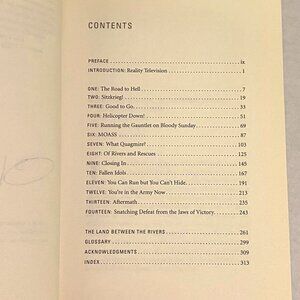 CONTENTS
PREFACE ix
INTRODUCTION: Reality Television 1
ONE: The Road to Hell 7
TWO: Sitzkrieg! 19
THREE: Good to Go 33
FOUR: Helicopter Down! 51
FIVE: Running the Gauntlet on Bloody Sunday 69
SIX: MOASS 87
SEVEN: What Quagmire? 103
EIGHT: Of Rivers and Rescues 125
NINE: Closing In 145
TEN: Fallen Idols 167
ELEVEN: You Can Run but You Can't Hide. 191
TWELVE: You're in the Army Now 213
THIRTEEN: Aftermath 235
FOURTEEN: Snatching Defeat from the Jaws of Victory. 243
THE LAND BETWEEN THE RIVERS 261
GLOSSARY 299
ACKNOWLEDGMENTS 309
INDEX 313